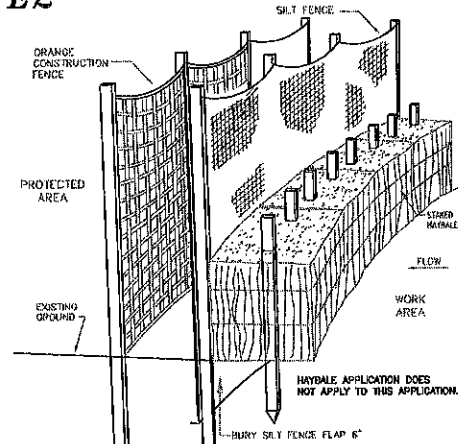 SILT FENCE
ORANGE
CONSTRUCTION
FENCE
PROTECTED
AREA
STAKED
HAYBALE
FLOW
WORK
AREA
EXISTING
GROUND
HAYBALE APPLICATION DOES
NOT APPLY TO THIS APPLICATION.
BURY SILT FENCE FLAP 6"